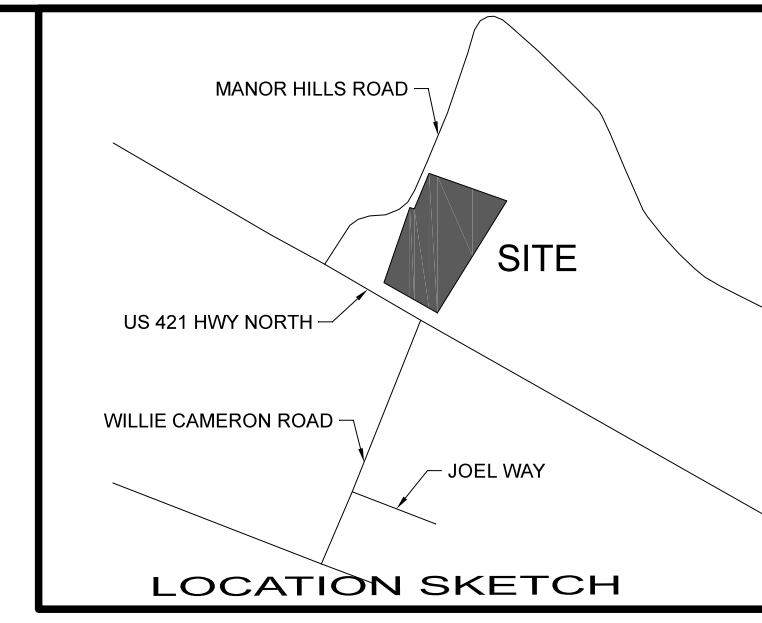 MANOR HILLS ROAD
SITE
US 421 HWY NORTH
WILLIE CAMERON ROAD
JOEL WAY
LOCATION SKETCH